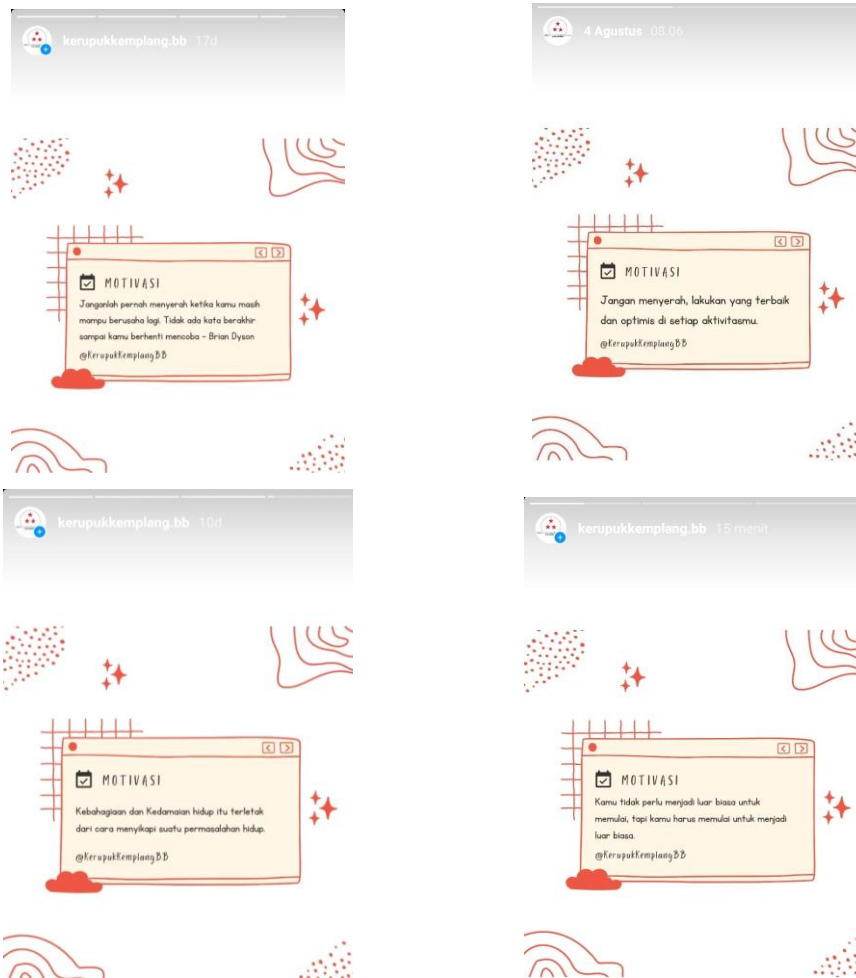 kerupukkemplang.bb 17d
MOTIVASI
Janganlah pernah menyerah ketika kamu masih
mampu berusaha lagi. Tidak ada kata berakhir
sampai kamu berhenti mencoba - Brian Dyson
@KerupukKemplangBB
4 Agustus 08.06
MOTIVASI
Jangan menyerah, lakukan yang terbaik
dan optimis di setiap aktivitasmu.
@KerupukKemplangBB
kerupukkemplang.bb 10d
MOTIVASI
Kebahagiaan dan Kedamaian hidup itu terletak
dari cara menyikapi suatu permasalahan hidup.
@KerupukKemplangBB
kerupukkemplang.bb 15 menit
MOTIVASI
Kamu tidak perlu menjadi luar biasa untuk
memulai, tapi kamu harus memulai untuk menjadi
luar biasa.
@KerupukKemplangBB